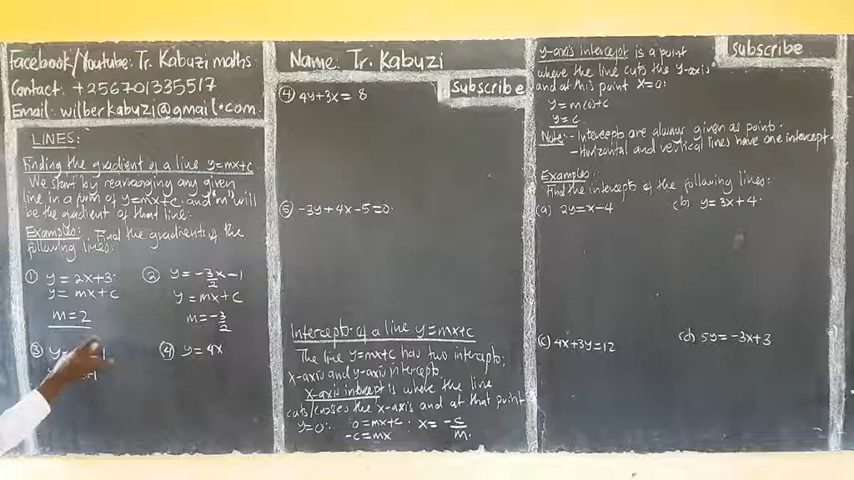 Facebook/Youtube: Tr. Kabuzi maths
Contact: +256701335517
Email: wilberkabuzi@gmail.com
LINES:
Finding the gradient of a line y=mx+c
We start by rearranging any given
line in a form of y=mx+c and "m" will
be the gradient of that line.
Examples: Find the gradients of the
following lines:
① y = 2x+3
y = mx+c
m = 2
② y = -3/2 x - 1
y = mx+c
m = -3/2
③ y
④ y = 4x
Name: Tr. Kabuzi
Subscribe
④ 4y+3x = 8
⑤ -3y+4x-5=0
Intercepts of a line y=mx+c
The line y=mx+c has two intercepts
x-axis and y-axis intercepts
x-axis intercept is where the line
cuts/crosses the x-axis and at that point
y=0: 0=mx+c x = -c/m
-c=mx
subscribe
y-axis intercept is a point
where the line cuts the y-axis
and at this point x=0:
y = m(0)+c
y = c
Note: - Intercepts are always given as points.
- Horizontal and vertical lines have one intercept.
Examples:
Find the intercepts of the following lines:
(a) 2y = x-4
(b) y = 3x+4
(c) 4x+3y=12
(d) 5y = -3x+3